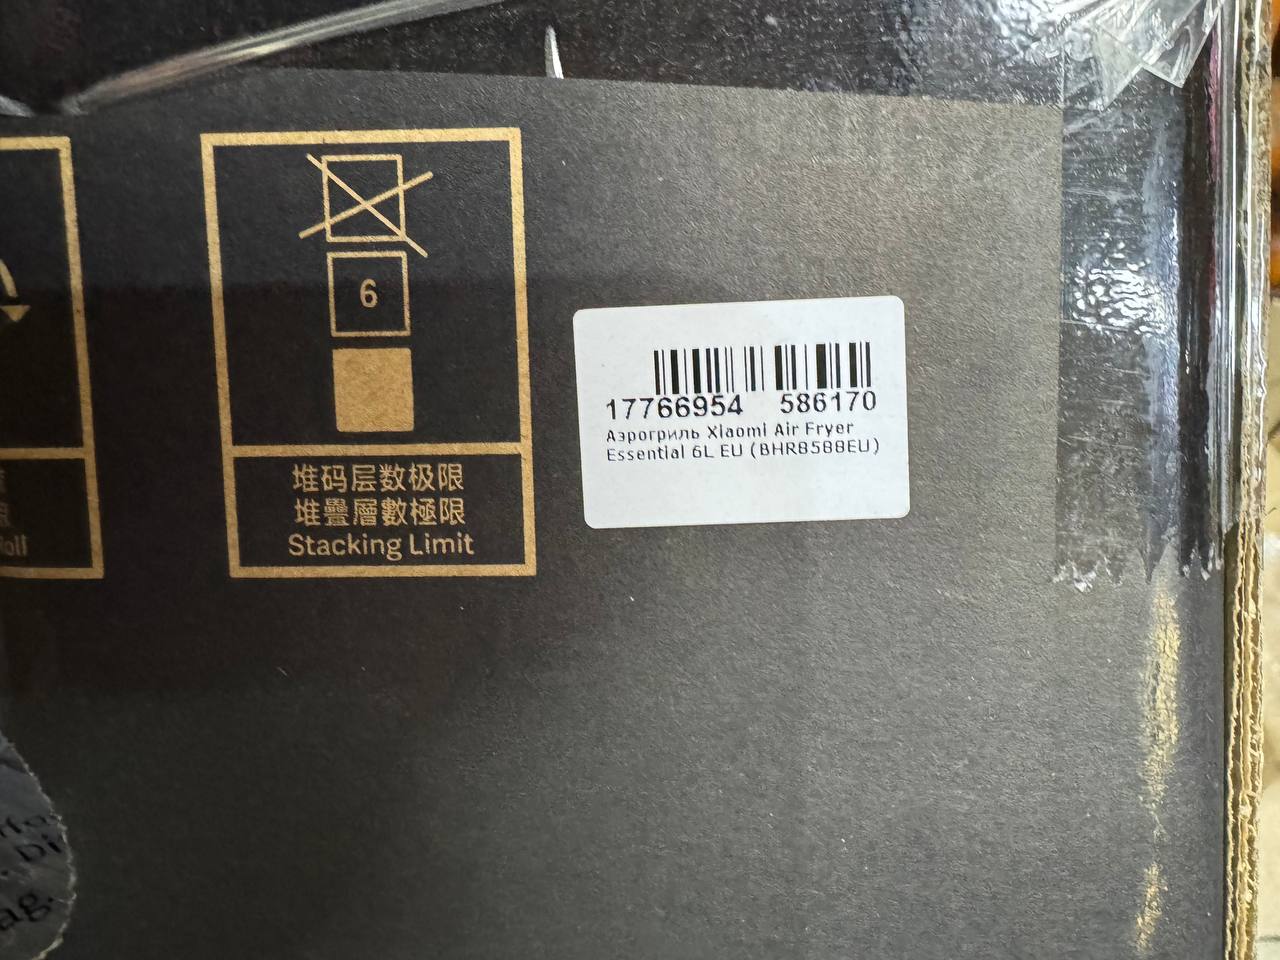 6
堆码层数极限
堆疊層數極限
Stacking Limit
17766954 586170
Аэрогриль Xiaomi Air Fryer
Essential 6L EU (BHR8588EU)
ag.